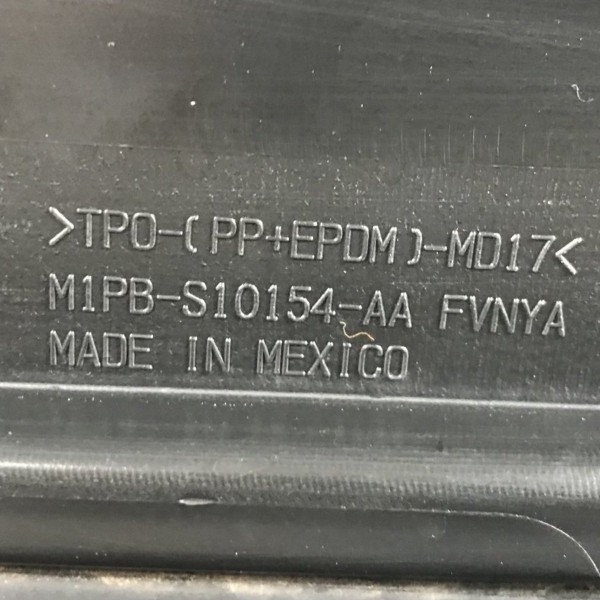 >TPO-(PP+EPDM)-MD17<
M1PB-S10154-AA FVNYA
MADE IN MEXICO